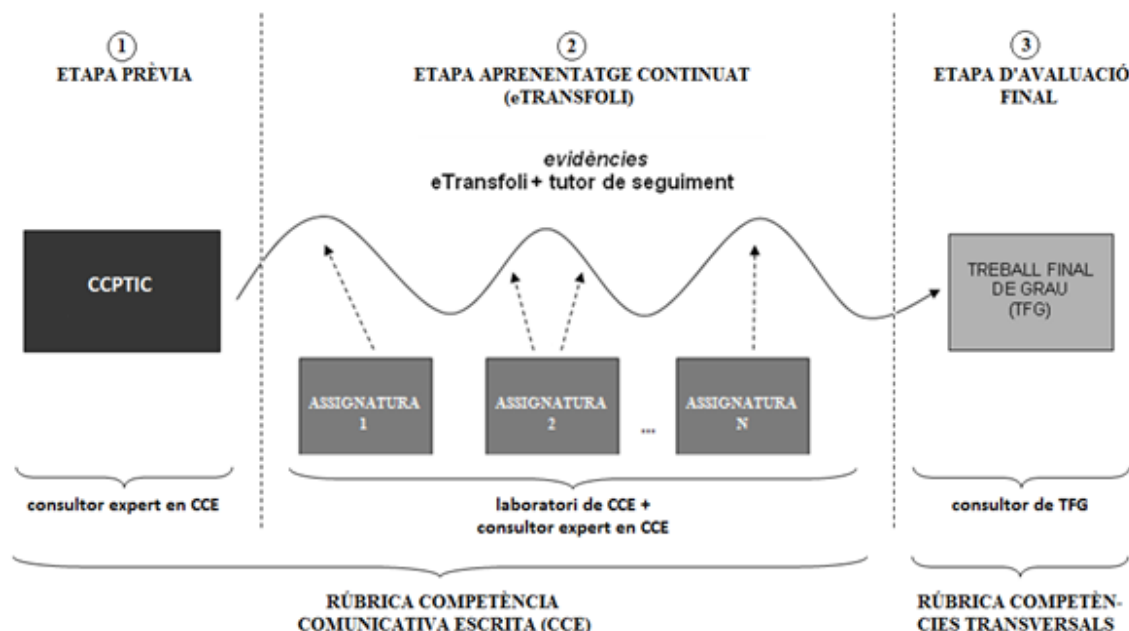 1
ETAPA PRÈVIA
2
ETAPA APRENENTATGE CONTINUAT
(eTRANSFOLI)
3
ETAPA D'AVALUACIÓ
FINAL
evidències
eTransfoli + tutor de seguiment
CCPTIC
ASSIGNATURA
1
ASSIGNATURA
2
...
ASSIGNATURA
N
TREBALL FINAL
DE GRAU
(TFG)
consultor expert en CCE
laboratori de CCE +
consultor expert en CCE
consultor de TFG
RÚBRICA COMPETÈNCIA
COMUNICATIVA ESCRITA (CCE)
RÚBRICA COMPETÈN-
CIES TRANSVERSALS